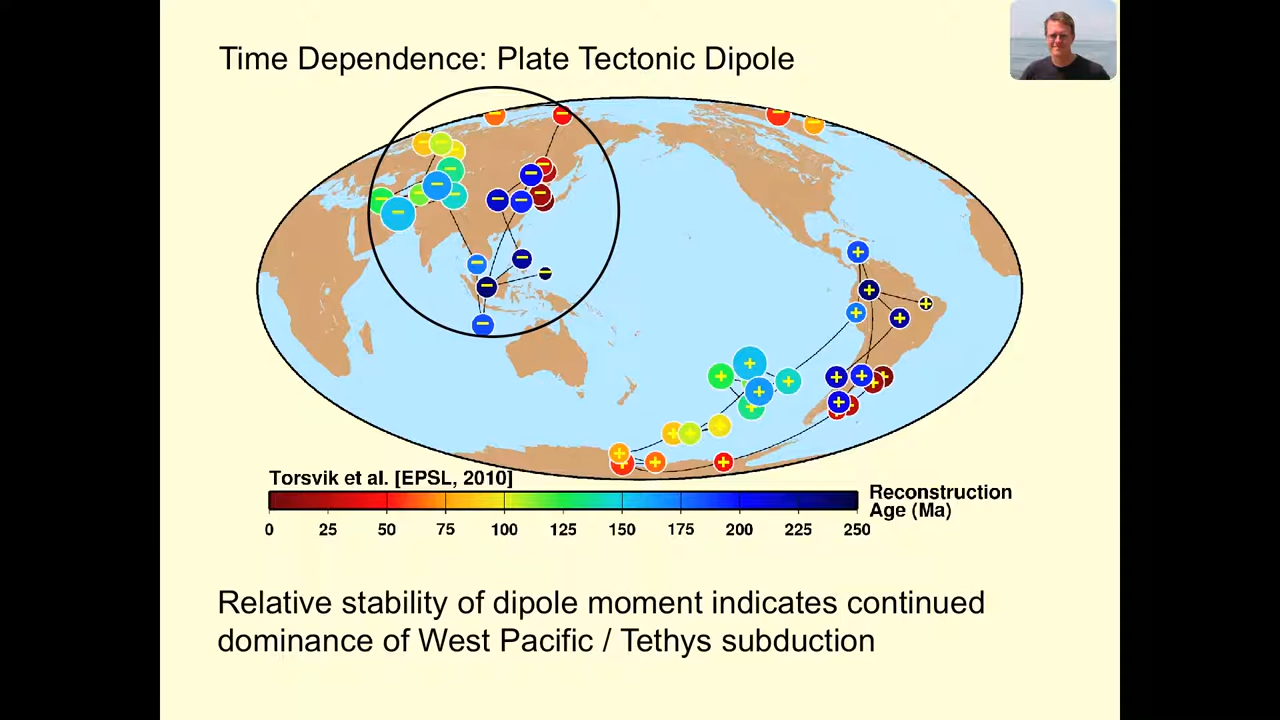 Time Dependence: Plate Tectonic Dipole
Torsvik et al. [EPSL, 2010]
Reconstruction
Age (Ma)
0 25 50 75 100 125 150 175 200 225 250
Relative stability of dipole moment indicates continued
dominance of West Pacific / Tethys subduction